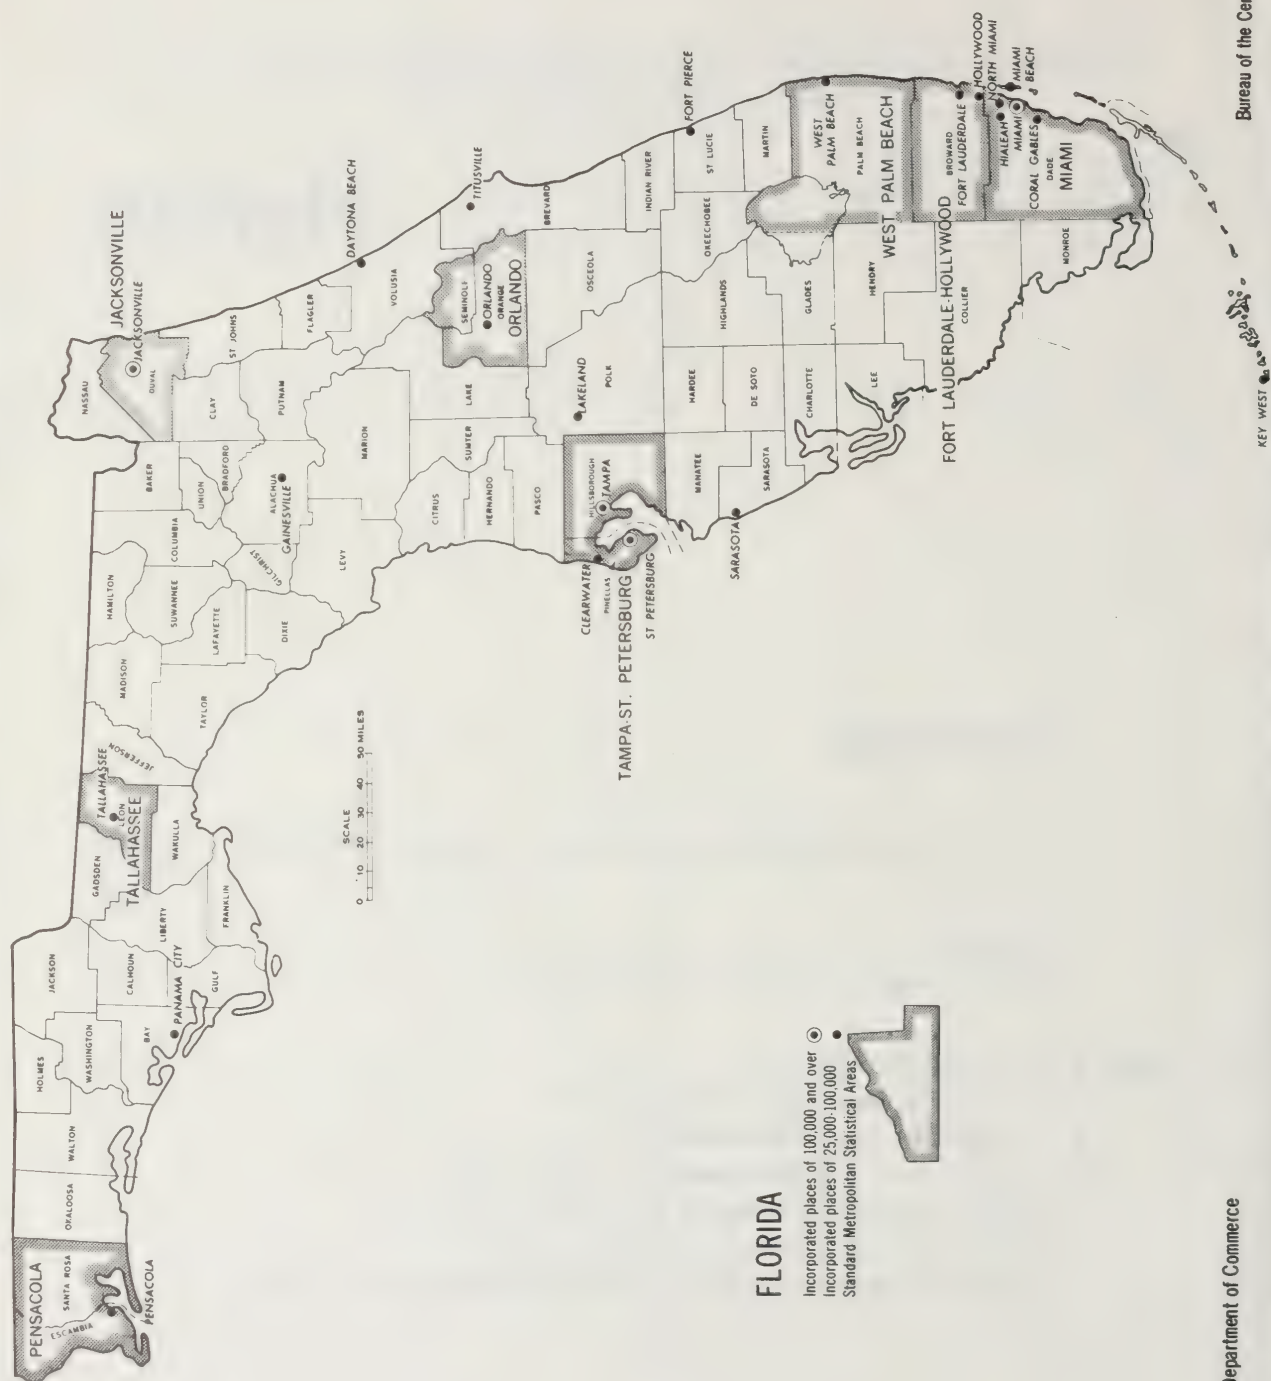 PENSACOLA
SANTA ROSA
ESCAMBIA
PENSACOLA
OKALOOSA
WALTON
HOLMES
WASHINGTON
BAY
PANAMA CITY
JACKSON
CALHOUN
GULF
LIBERTY
FRANKLIN
GADSDEN
TALLAHASSEE
LEON
TALLAHASSEE
WAKULLA
JEFFERSON
MADISON
TAYLOR
HAMILTON
SUWANNEE
LAFAYETTE
DIXIE
COLUMBIA
GILCHRIST
BAKER
UNION
BRADFORD
ALACHUA
GAINESVILLE
LEVY
NASSAU
JACKSONVILLE
JACKSONVILLE
DUVAL
CLAY
ST JOHNS
PUTNAM
FLAGLER
MARION
VOLUSIA
DAYTONA BEACH
CITRUS
SUMTER
LAKE
HERNANDO
PASCO
SEMINOLE
ORLANDO
ORANGE
ORLANDO
TITUSVILLE
BREVARD
OSCEOLA
LAKELAND
POLK
HILLSBOROUGH
TAMPA
CLEARWATER
PINELLAS
ST PETERSBURG
TAMPA-ST. PETERSBURG
INDIAN RIVER
FORT PIERCE
ST LUCIE
OKEECHOBEE
HIGHLANDS
HARDEE
MANATEE
SARASOTA
SARASOTA
DE SOTO
MARTIN
CHARLOTTE
GLADES
LEE
HENDRY
WEST
PALM BEACH
PALM BEACH
WEST PALM BEACH
COLLIER
BROWARD
FORT LAUDERDALE
FORT LAUDERDALE-HOLLYWOOD
HOLLYWOOD
NORTH MIAMI
MIAMI
BEACH
HIALEAH
MIAMI
CORAL GABLES
DADE
MIAMI
MONROE
KEY WEST
SCALE
0 10 20 30 40 50 MILES
FLORIDA
Incorporated places of 100,000 and over
Incorporated places of 25,000-100,000
Standard Metropolitan Statistical Areas
Department of Commerce
Bureau of the Cen